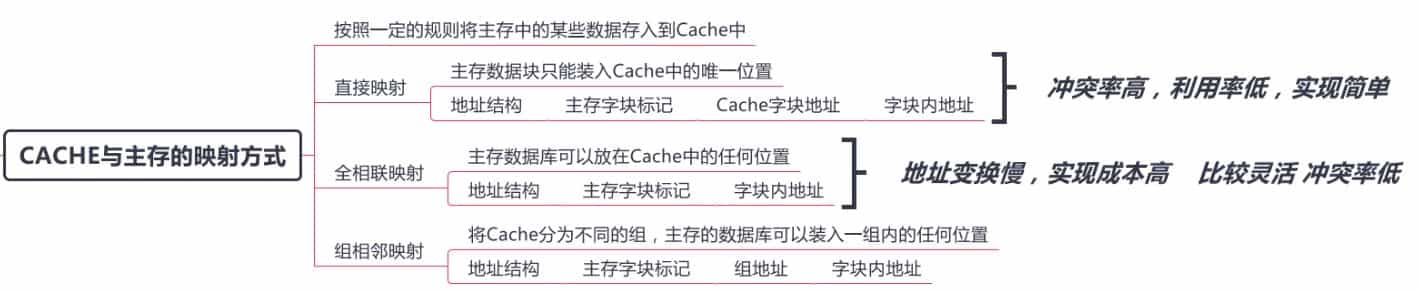 CACHE与主存的映射方式
按照一定的规则将主存中的某些数据存入到Cache中
直接映射
主存数据块只能装入Cache中的唯一位置
地址结构 主存字块标记 Cache字块地址 字块内地址
冲突率高，利用率低，实现简单
全相联映射
主存数据库可以放在Cache中的任何位置
地址结构 主存字块标记 字块内地址
地址变换慢，实现成本高 比较灵活 冲突率低
组相邻映射
将Cache分为不同的组，主存的数据库可以装入一组内的任何位置
地址结构 主存字块标记 组地址 字块内地址